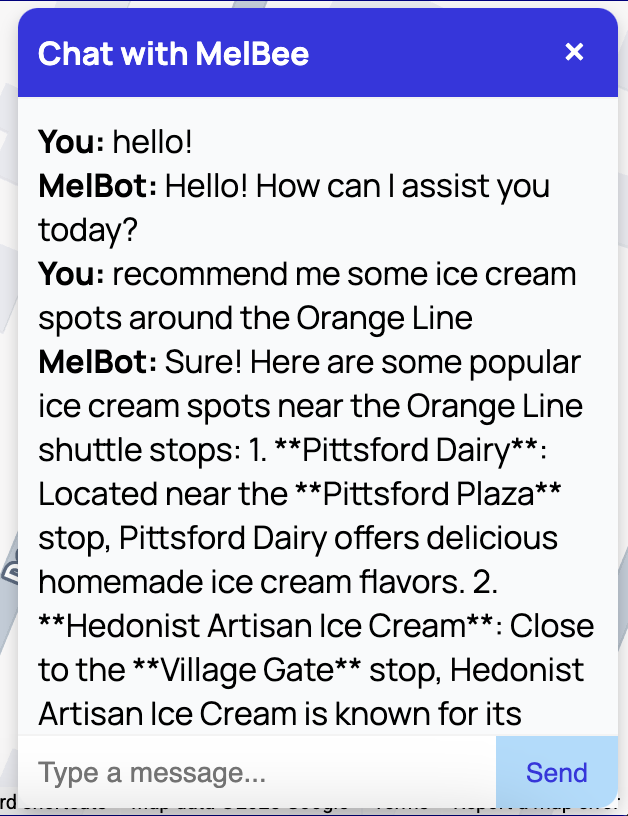 Chat with MelBee ×
You: hello!
MelBot: Hello! How can I assist you
today?
You: recommend me some ice cream
spots around the Orange Line
MelBot: Sure! Here are some popular
ice cream spots near the Orange Line
shuttle stops: 1. **Pittsford Dairy**:
Located near the **Pittsford Plaza**
stop, Pittsford Dairy offers delicious
homemade ice cream flavors. 2.
**Hedonist Artisan Ice Cream**: Close
to the **Village Gate** stop, Hedonist
Artisan Ice Cream is known for its
Type a message... Send